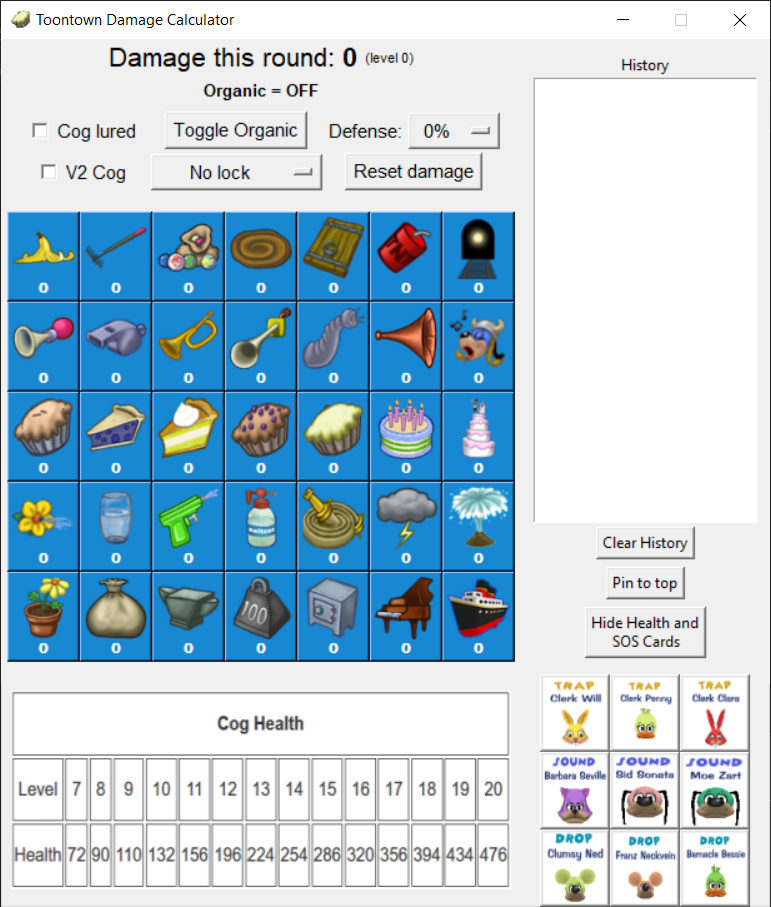 Toontown Damage Calculator
Damage this round: 0 (level 0)
Organic = OFF
Cog lured
Toggle Organic
Defense:
0%
V2 Cog
No lock
Reset damage
0 0 0 0 0 0 0
0 0 0 0 0 0 0
0 0 0 0 0 0 0
0 0 0 0 0 0 0
100
0 0 0 0 0 0 0
History
Clear History
Pin to top
Hide Health and
SOS Cards
Cog Health
Level 7 8 9 10 11 12 13 14 15 16 17 18 19 20
Health 72 90 110 132 156 196 224 254 286 320 356 394 434 476
TRAP TRAP TRAP
Clerk Will Clerk Penny Clerk Clara
SOUND SOUND SOUND
Barbara Seville Sid Sonata Moe Zart
DROP DROP DROP
Clumsy Ned Franz Neckvein Barnacle Bessie